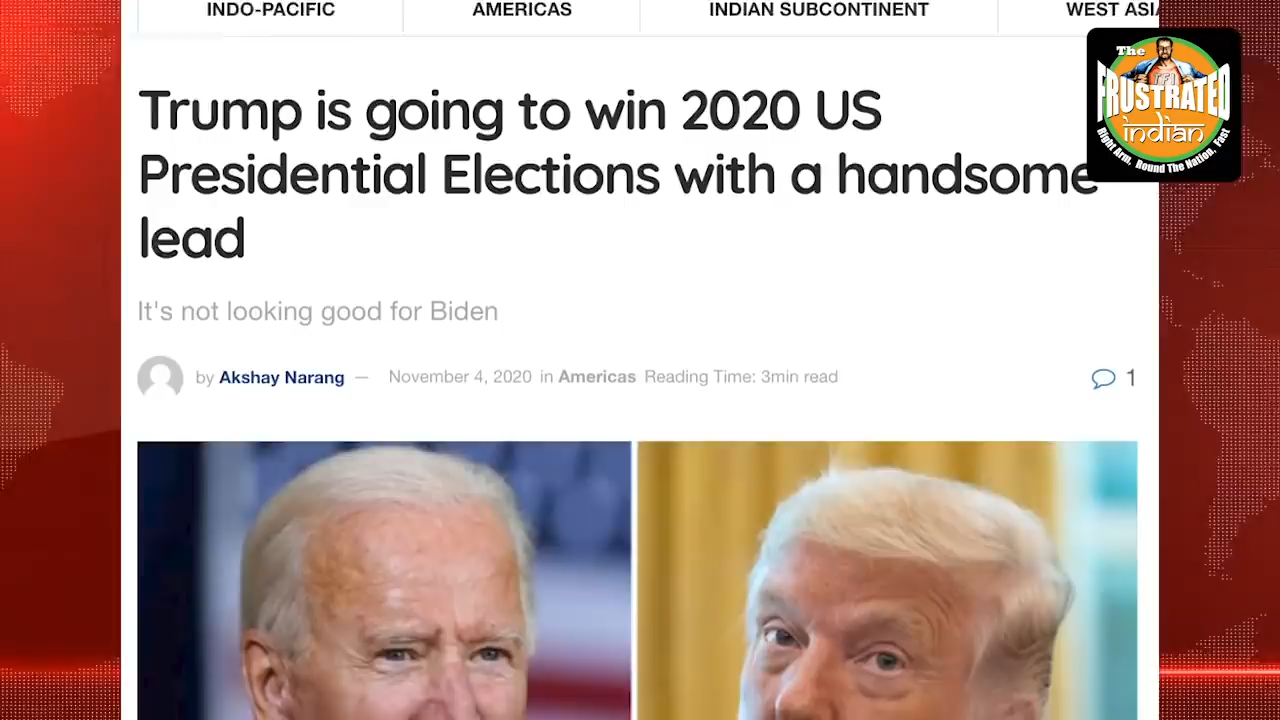 INDO-PACIFIC
AMERICAS
INDIAN SUBCONTINENT
WEST ASIA
The
TFI
FRUSTRATED
indian
Right Arm, Round The Nation, Fast
Trump is going to win 2020 US
Presidential Elections with a handsome
lead
It's not looking good for Biden
by Akshay Narang — November 4, 2020 in Americas Reading Time: 3min read
1